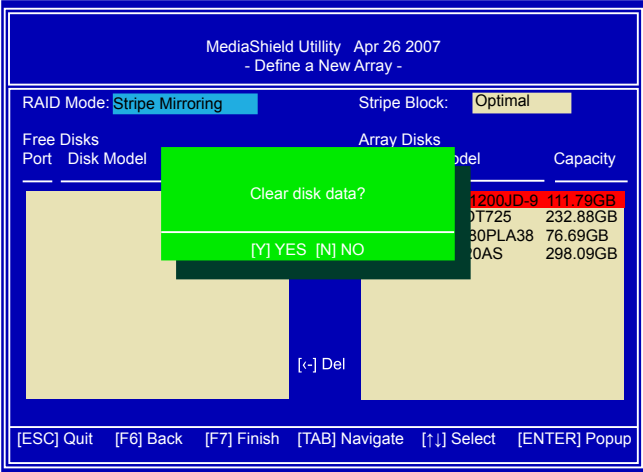 MediaShield Utillity Apr 26 2007
- Define a New Array -
RAID Mode: Stripe Mirroring Stripe Block: Optimal
Free Disks Array Disks
Port Disk Model Capacity
Clear disk data?
[Y] YES [N] NO
1200JD-9 111.79GB
DT725 232.88GB
80PLA38 76.69GB
20AS 298.09GB
[‹-] Del
[ESC] Quit [F6] Back [F7] Finish [TAB] Navigate [↑↓] Select [ENTER] Popup